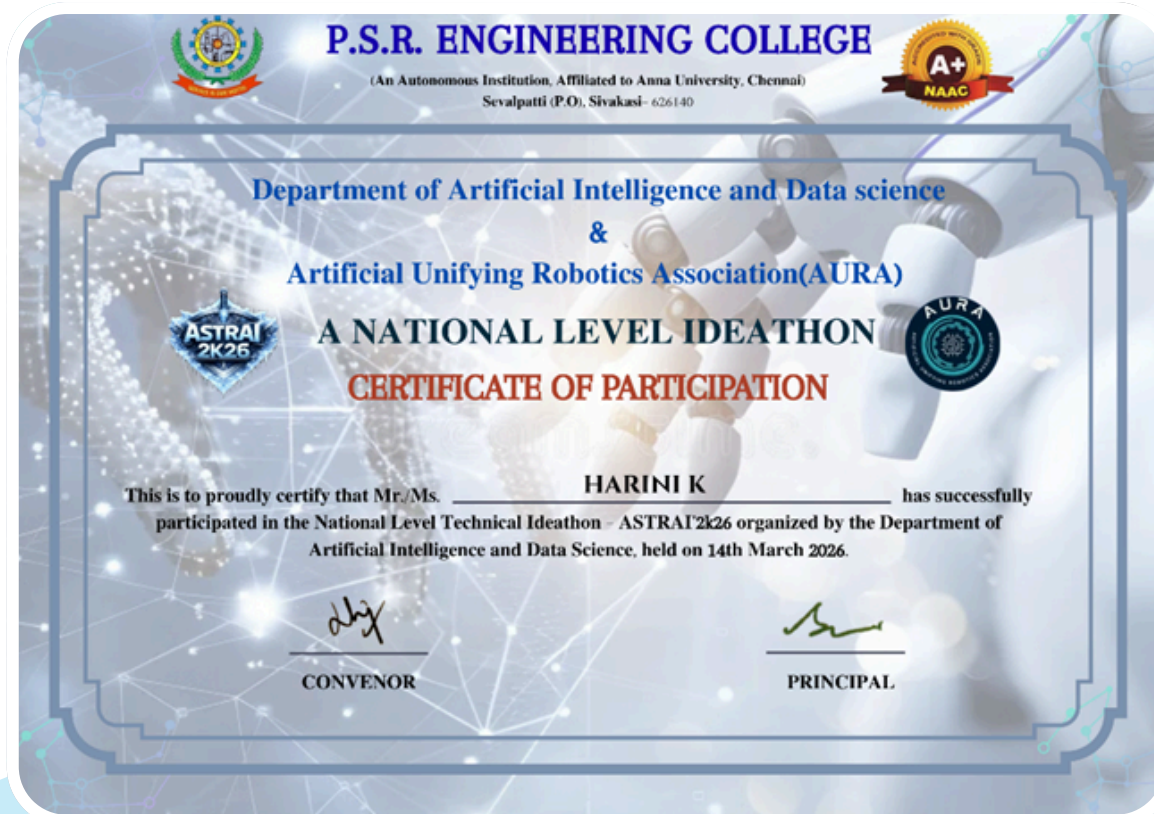 P.S.R. ENGINEERING COLLEGE
(An Autonomous Institution, Affiliated to Anna University, Chennai)
Sevalpatti (P.O), Sivakasi- 626140
ACCREDITED WITH GRADE
A+
NAAC
Department of Artificial Intelligence and Data science
&
Artificial Unifying Robotics Association(AURA)
ASTRAI
2K26
A NATIONAL LEVEL IDEATHON
AURA
CERTIFICATE OF PARTICIPATION
This is to proudly certify that Mr./Ms. HARINI K has successfully
participated in the National Level Technical Ideathon - ASTRAI'2k26 organized by the Department of
Artificial Intelligence and Data Science, held on 14th March 2026.
CONVENOR
PRINCIPAL